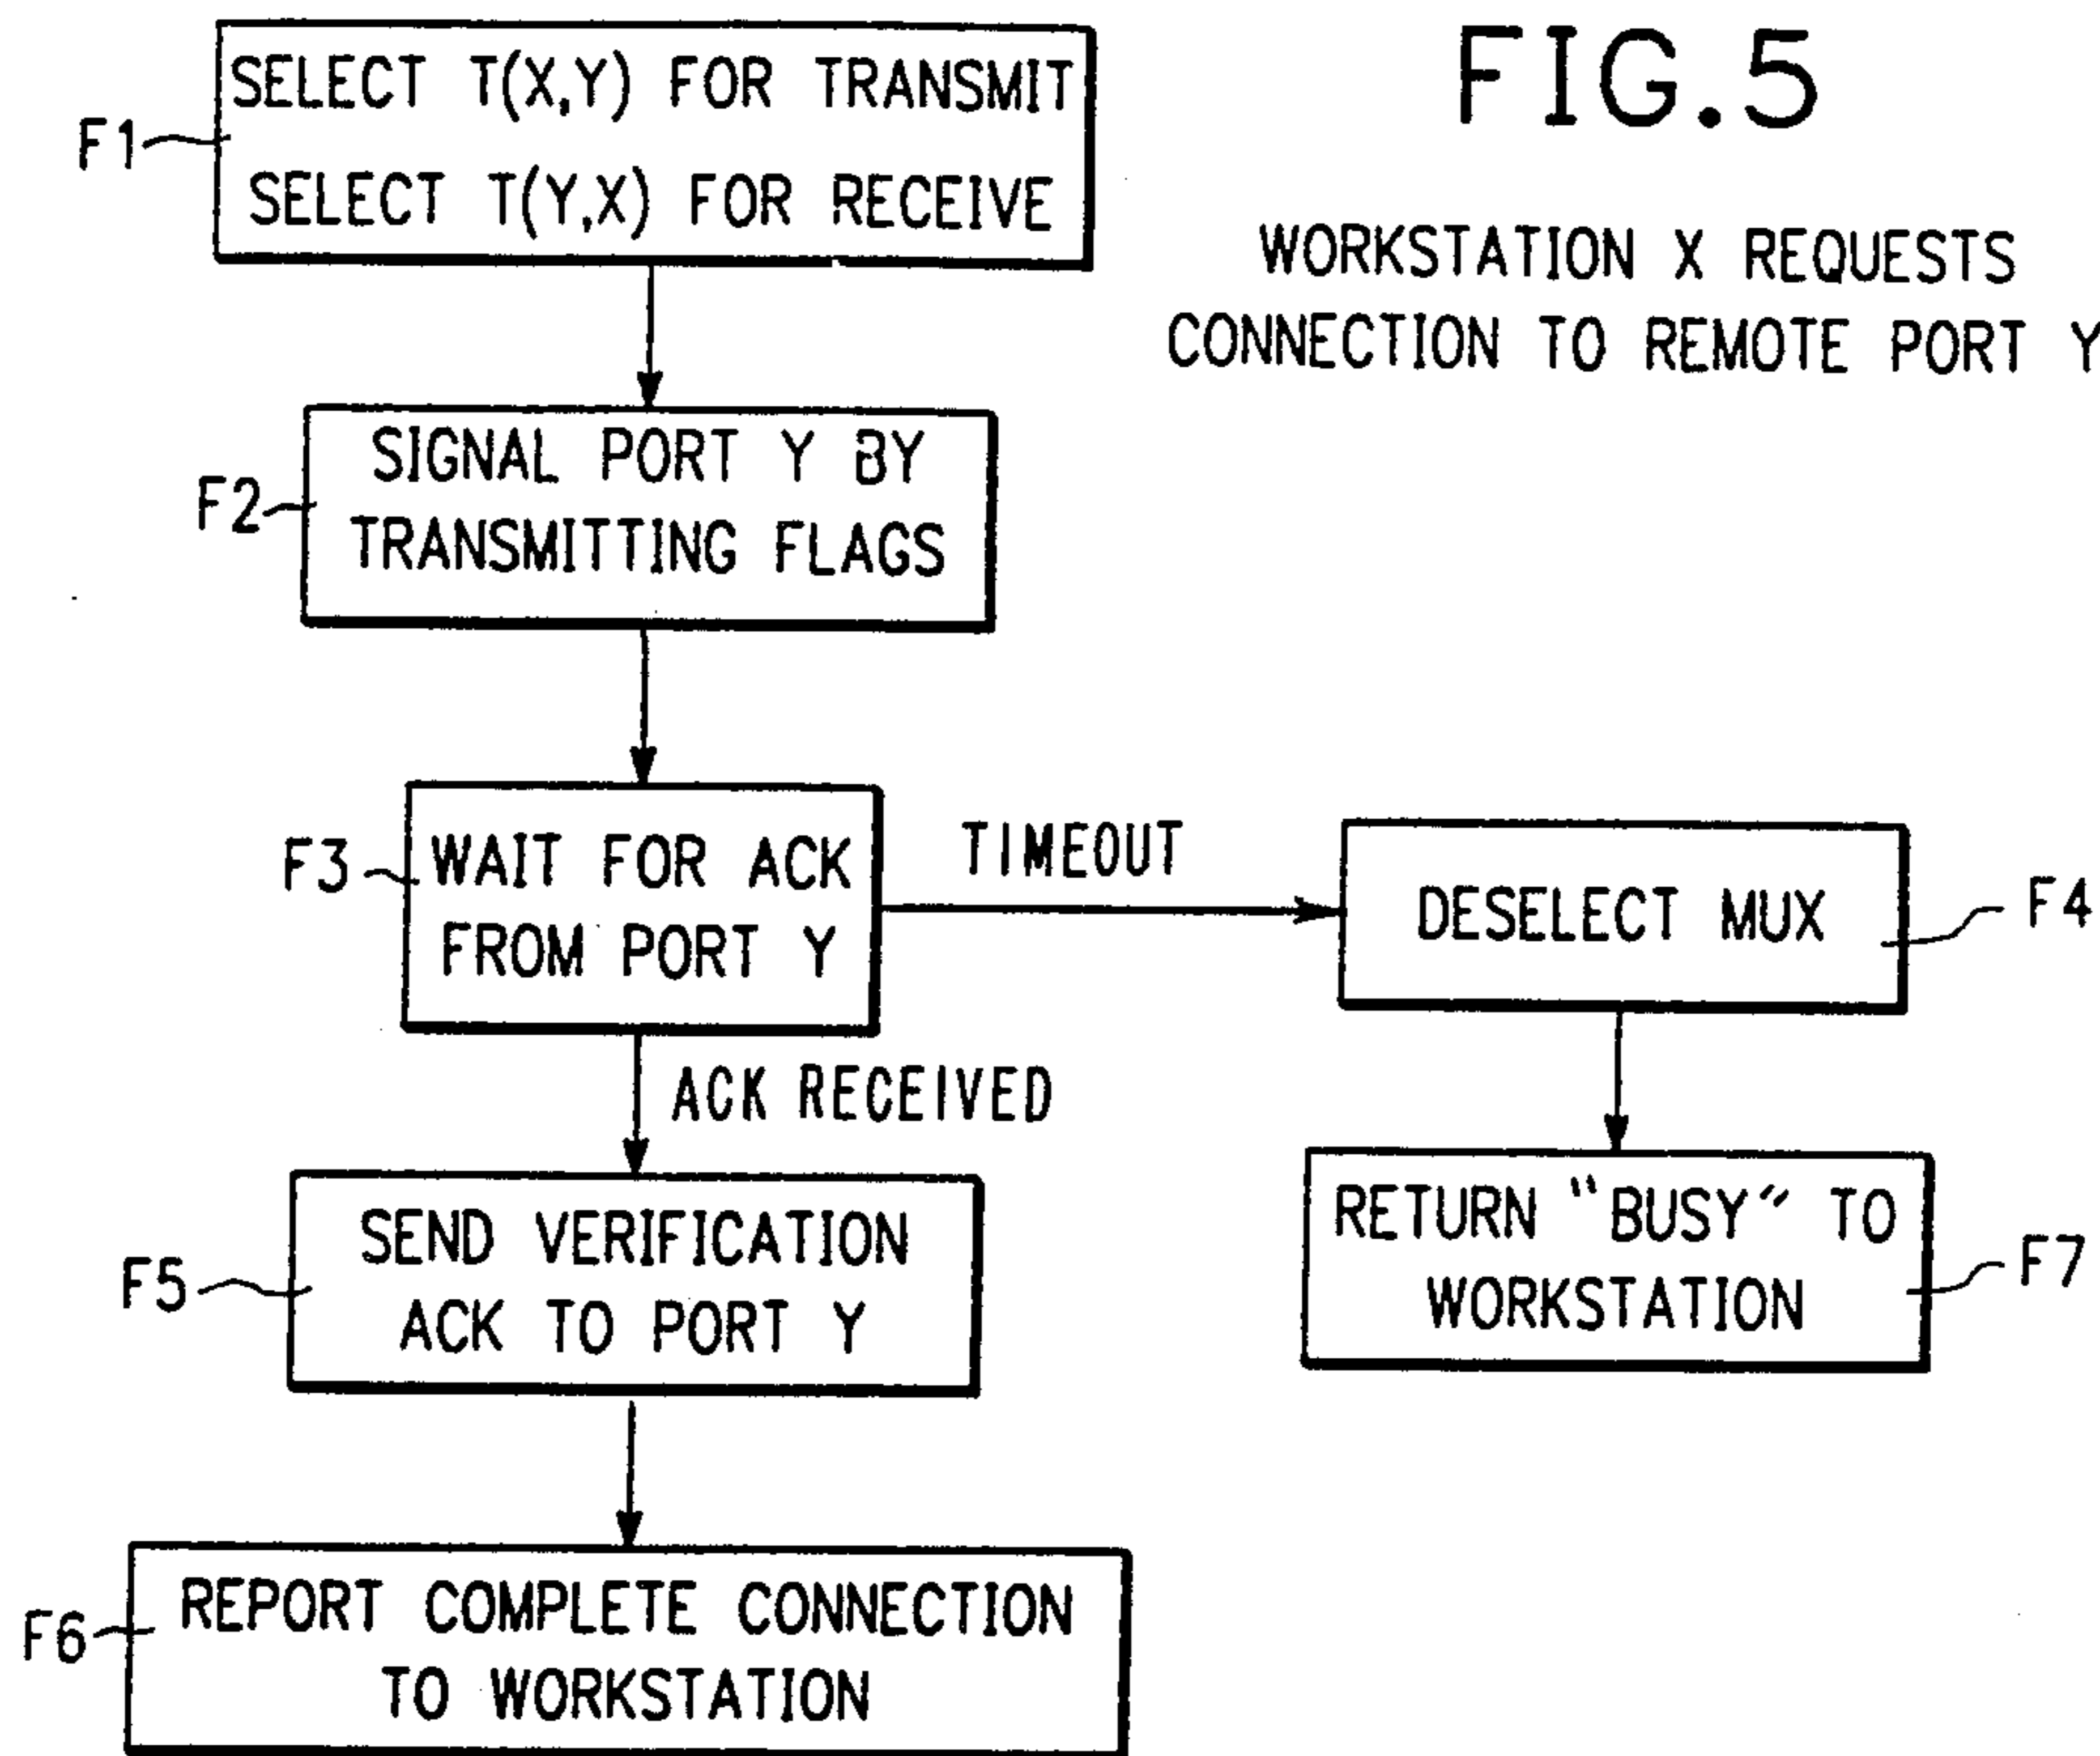 FIG.5
WORKSTATION X REQUESTS
CONNECTION TO REMOTE PORT Y
F1
SELECT T(X,Y) FOR TRANSMIT
SELECT T(Y,X) FOR RECEIVE
F2
SIGNAL PORT Y BY
TRANSMITTING FLAGS
F3
WAIT FOR ACK
FROM PORT Y
TIMEOUT
DESELECT MUX
F4
ACK RECEIVED
RETURN "BUSY" TO
WORKSTATION
F7
F5
SEND VERIFICATION
ACK TO PORT Y
F6
REPORT COMPLETE CONNECTION
TO WORKSTATION